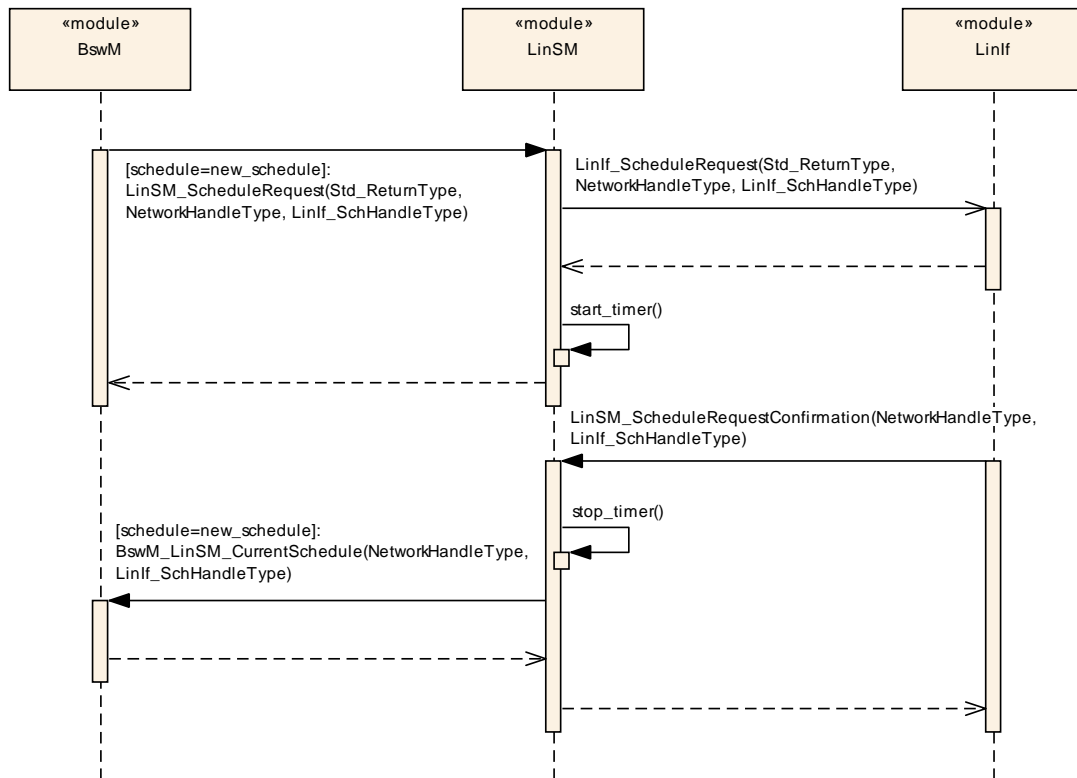 «module»
BswM
«module»
LinSM
«module»
LinIf
[schedule=new_schedule]:
LinSM_ScheduleRequest(Std_ReturnType,
NetworkHandleType, LinIf_SchHandleType)
LinIf_ScheduleRequest(Std_ReturnType,
NetworkHandleType, LinIf_SchHandleType)
start_timer()
LinSM_ScheduleRequestConfirmation(NetworkHandleType,
LinIf_SchHandleType)
stop_timer()
[schedule=new_schedule]:
BswM_LinSM_CurrentSchedule(NetworkHandleType,
LinIf_SchHandleType)